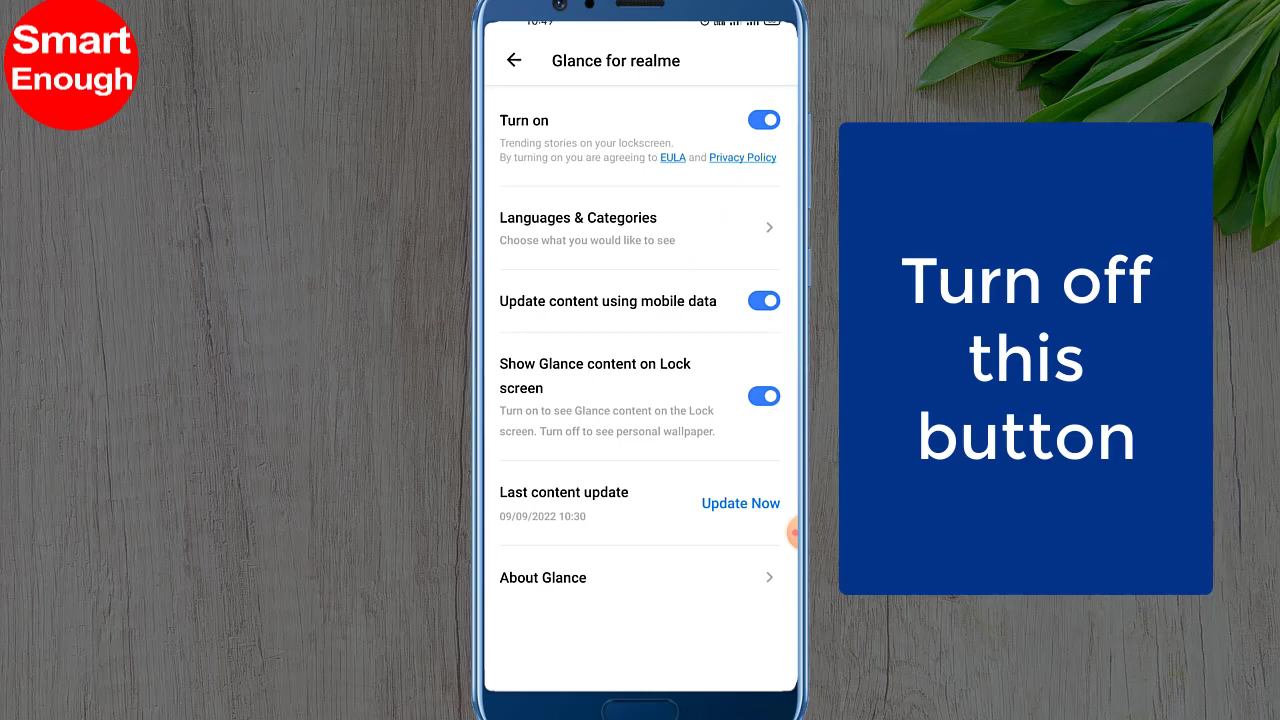 Smart
Enough
Glance for realme
Turn on
Trending stories on your lockscreen.
By turning on you are agreeing to EULA and Privacy Policy
Languages & Categories
Choose what you would like to see
Update content using mobile data
Show Glance content on Lock
screen
Turn on to see Glance content on the Lock
screen. Turn off to see personal wallpaper.
Last content update
Update Now
09/09/2022 10:30
About Glance
Turn off
this
button